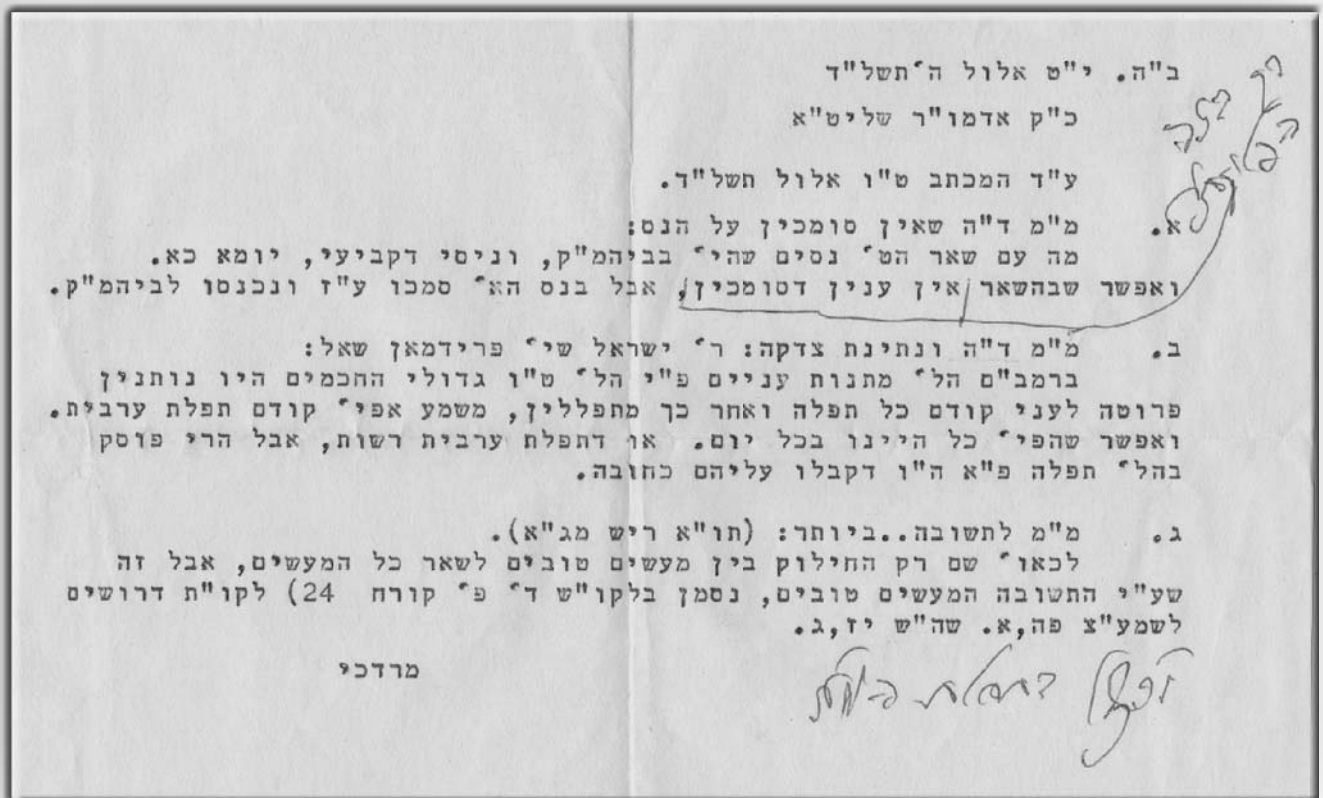 ב"ה. י"ט אלול ה'תשל"ד
כ"ק אדמו"ר שליט"א
ע"ד המכתב ט"ו אלול תשל"ד.
א. מ"מ ד"ה שאין סומכין על הנס:
מה עם שאר הט' נסים שהי' בביהמ"ק, וניסי דקביעי, יומא כא.
ואפשר שבהשאר אין ענין דסומכין, אבל בנס הא' סמכו ע"ז ונכנסו לביהמ"ק.
ב. מ"מ ד"ה ונתינת צדקה: ר' ישראל שי' פרידמאן שאל:
ברמב"ם הל' מתנות עניים פ"י הל' ט"ו גדולי החכמים היו נותנין
פרוטה לעני קודם כל תפלה ואחר כך מתפללין, משמע אפי' קודם תפלת ערבית.
ואפשר שהפי' כל היינו בכל יום. או דתפלת ערבית רשות, אבל הרי פוסק
בהל' תפלה פ"א ה"ו דקבלו עליהם כחובה.
ג. מ"מ לתשובה..ביותר: (תו"א ריש מג"א).
לכאו' שם רק החילוק בין מעשים טובים לשאר כל המעשים, אבל זה
שע"י התשובה המעשים טובים, נסמן בלקו"ש ד' פ' קורח 24) לקו"ת דרושים
לשמע"צ פה,א. שה"ש יז,ג.
מרדכי